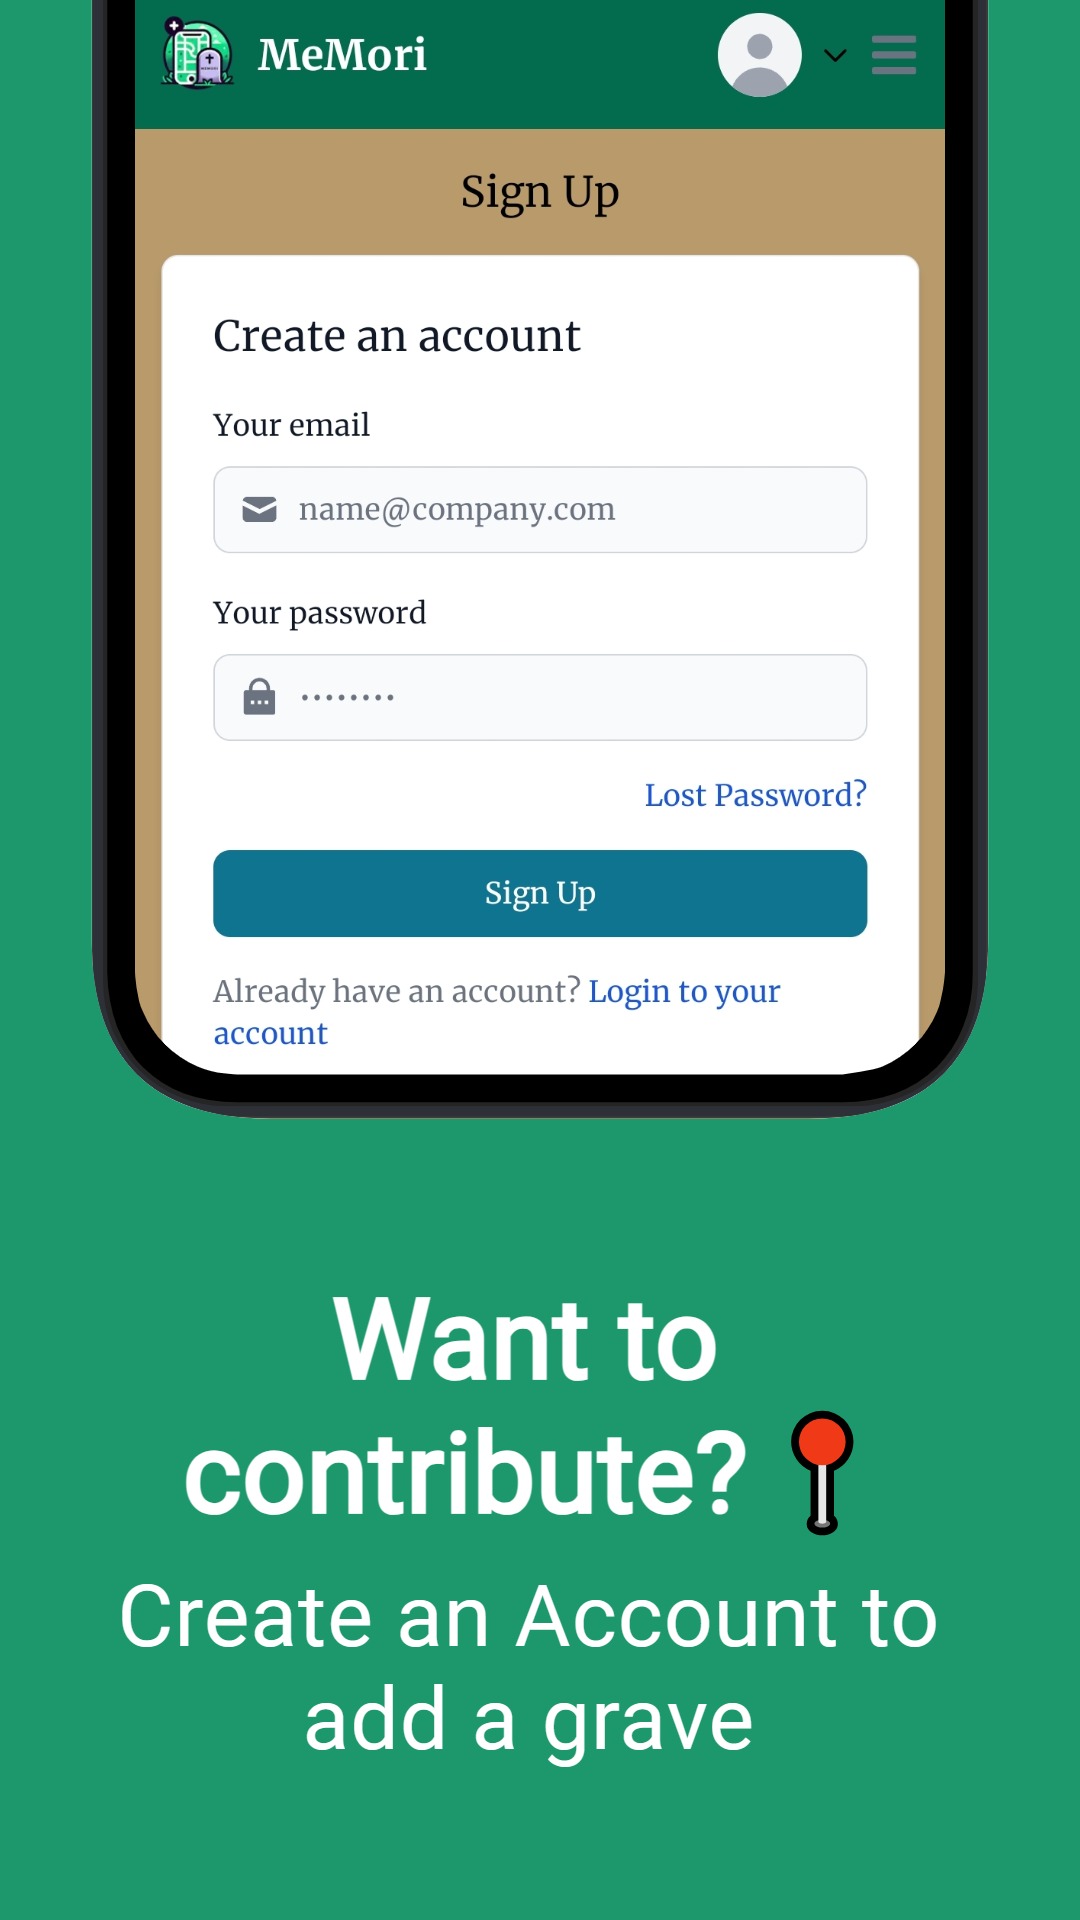 MeMori
Sign Up
Create an account
Your email
name@company.com
Your password
••••••••
Lost Password?
Sign Up
Already have an account? Login to your
account
Want to
contribute? 📍
Create an Account to
add a grave